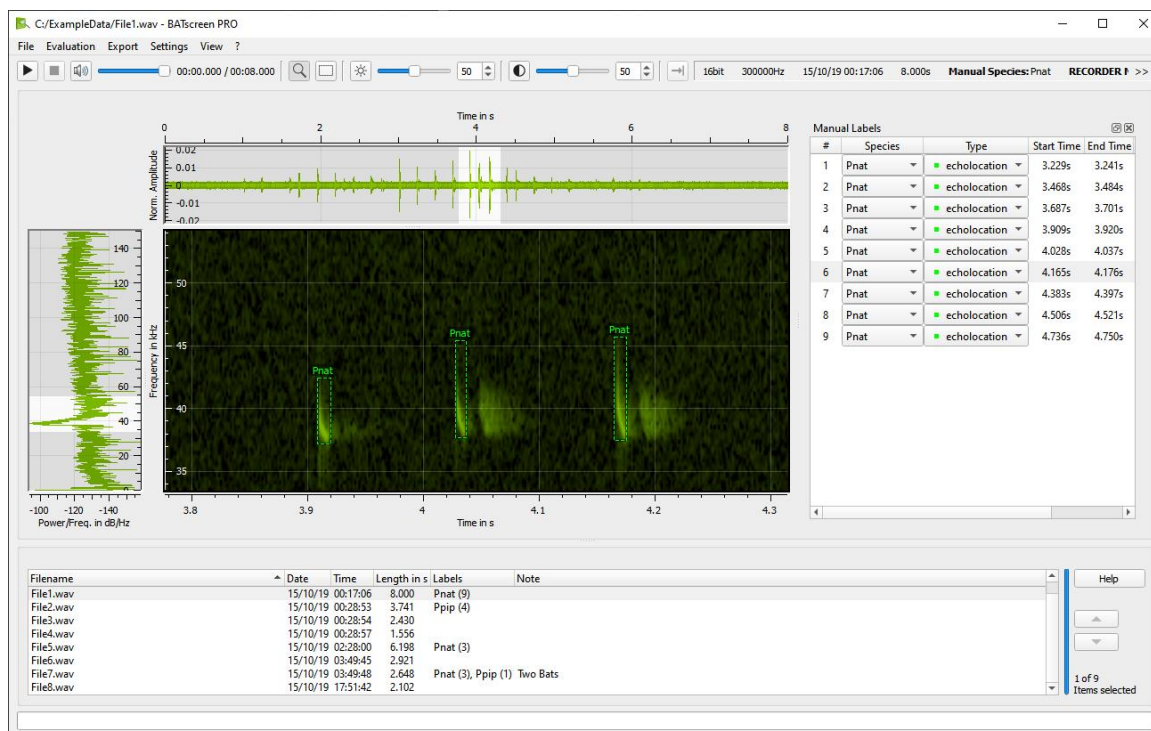 C:/ExampleData/File1.wav - BATscreen PRO
File Evaluation Export Settings View ?
00:00.000 / 00:08.000 50 50 16bit 300000Hz 15/10/19 00:17:06 8.000s Manual Species: Pnat RECORDER >>
Time in s
0 2 4 6 8
Norm. Amplitude
0.02
0.01
0
-0.01
-0.02
Manual Labels
# Species Type Start Time End Time
1 Pnat echolocation 3.229s 3.241s
2 Pnat echolocation 3.468s 3.484s
3 Pnat echolocation 3.687s 3.701s
4 Pnat echolocation 3.909s 3.920s
5 Pnat echolocation 4.028s 4.037s
6 Pnat echolocation 4.165s 4.176s
7 Pnat echolocation 4.383s 4.397s
8 Pnat echolocation 4.506s 4.521s
9 Pnat echolocation 4.736s 4.750s
140
120
100
80
60
40
20
0
-100 -120 -140
Power/Freq. in dB/Hz
Frequency in kHz
50
45
40
35
Pnat
Pnat
Pnat
3.8 3.9 4 4.1 4.2 4.3
Time in s
Filename Date Time Length in s Labels Note
File1.wav 15/10/19 00:17:06 8.000 Pnat (9)
File2.wav 15/10/19 00:28:53 3.741 Ppip (4)
File3.wav 15/10/19 00:28:54 2.430
File4.wav 15/10/19 00:28:57 1.556
File5.wav 15/10/19 02:28:00 6.198 Pnat (3)
File6.wav 15/10/19 03:49:45 2.921
File7.wav 15/10/19 03:49:48 2.648 Pnat (3), Ppip (1) Two Bats
File8.wav 15/10/19 17:51:42 2.102
Help
1 of 9
Items selected